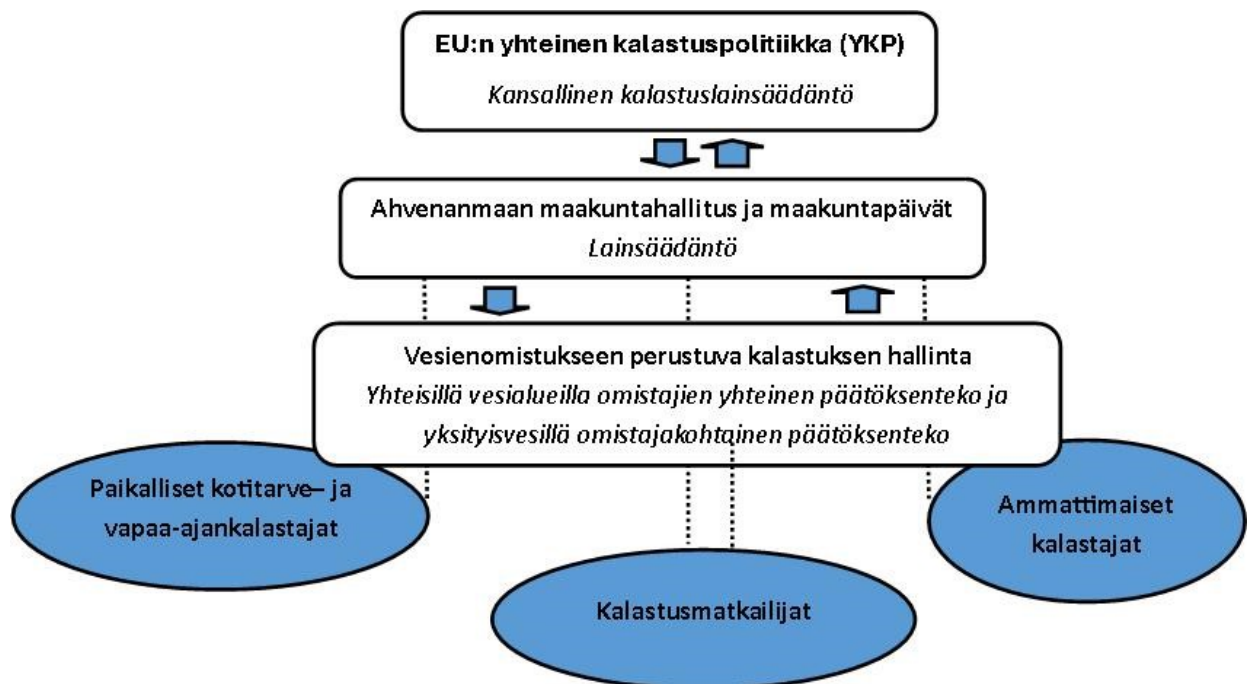 EU:n yhteinen kalastuspolitiikka (YKP)
Kansallinen kalastuslainsäädäntö
Ahvenanmaan maakuntahallitus ja maakuntapäivät
Lainsäädäntö
Vesienomistukseen perustuva kalastuksen hallinta
Yhteisillä vesialueilla omistajien yhteinen päätöksenteko ja
yksityisvesillä omistajakohtainen päätöksenteko
Paikalliset kotitarve– ja
vapaa-ajankalastajat
Ammattimaiset
kalastajat
Kalastusmatkailijat